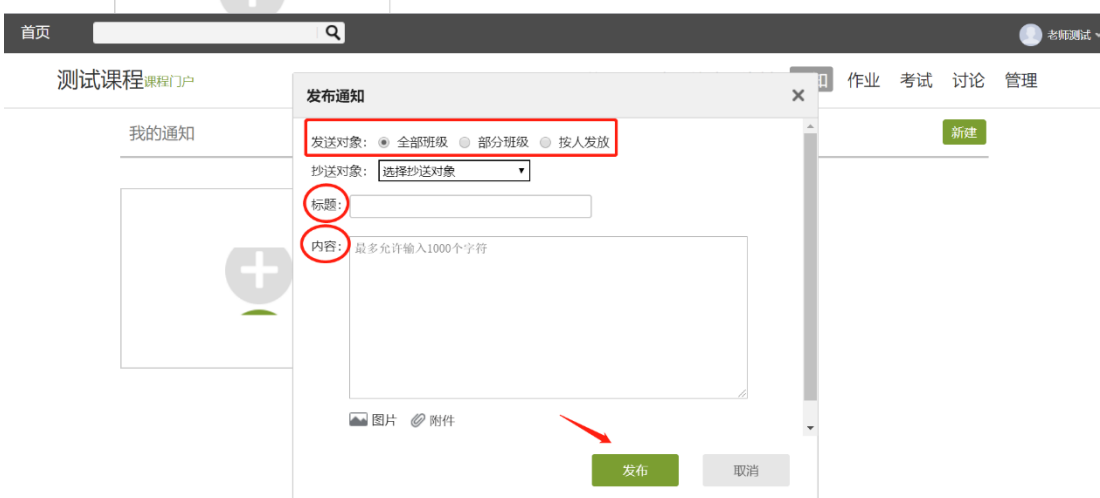 首页
老师测试
测试课程课程门户
作业 考试 讨论 管理
发布通知
我的通知
新建
发送对象: 全部班级 部分班级 按人发放
抄送对象: 选择抄送对象
标题:
内容: 最多允许输入1000个字符
图片 附件
发布 取消